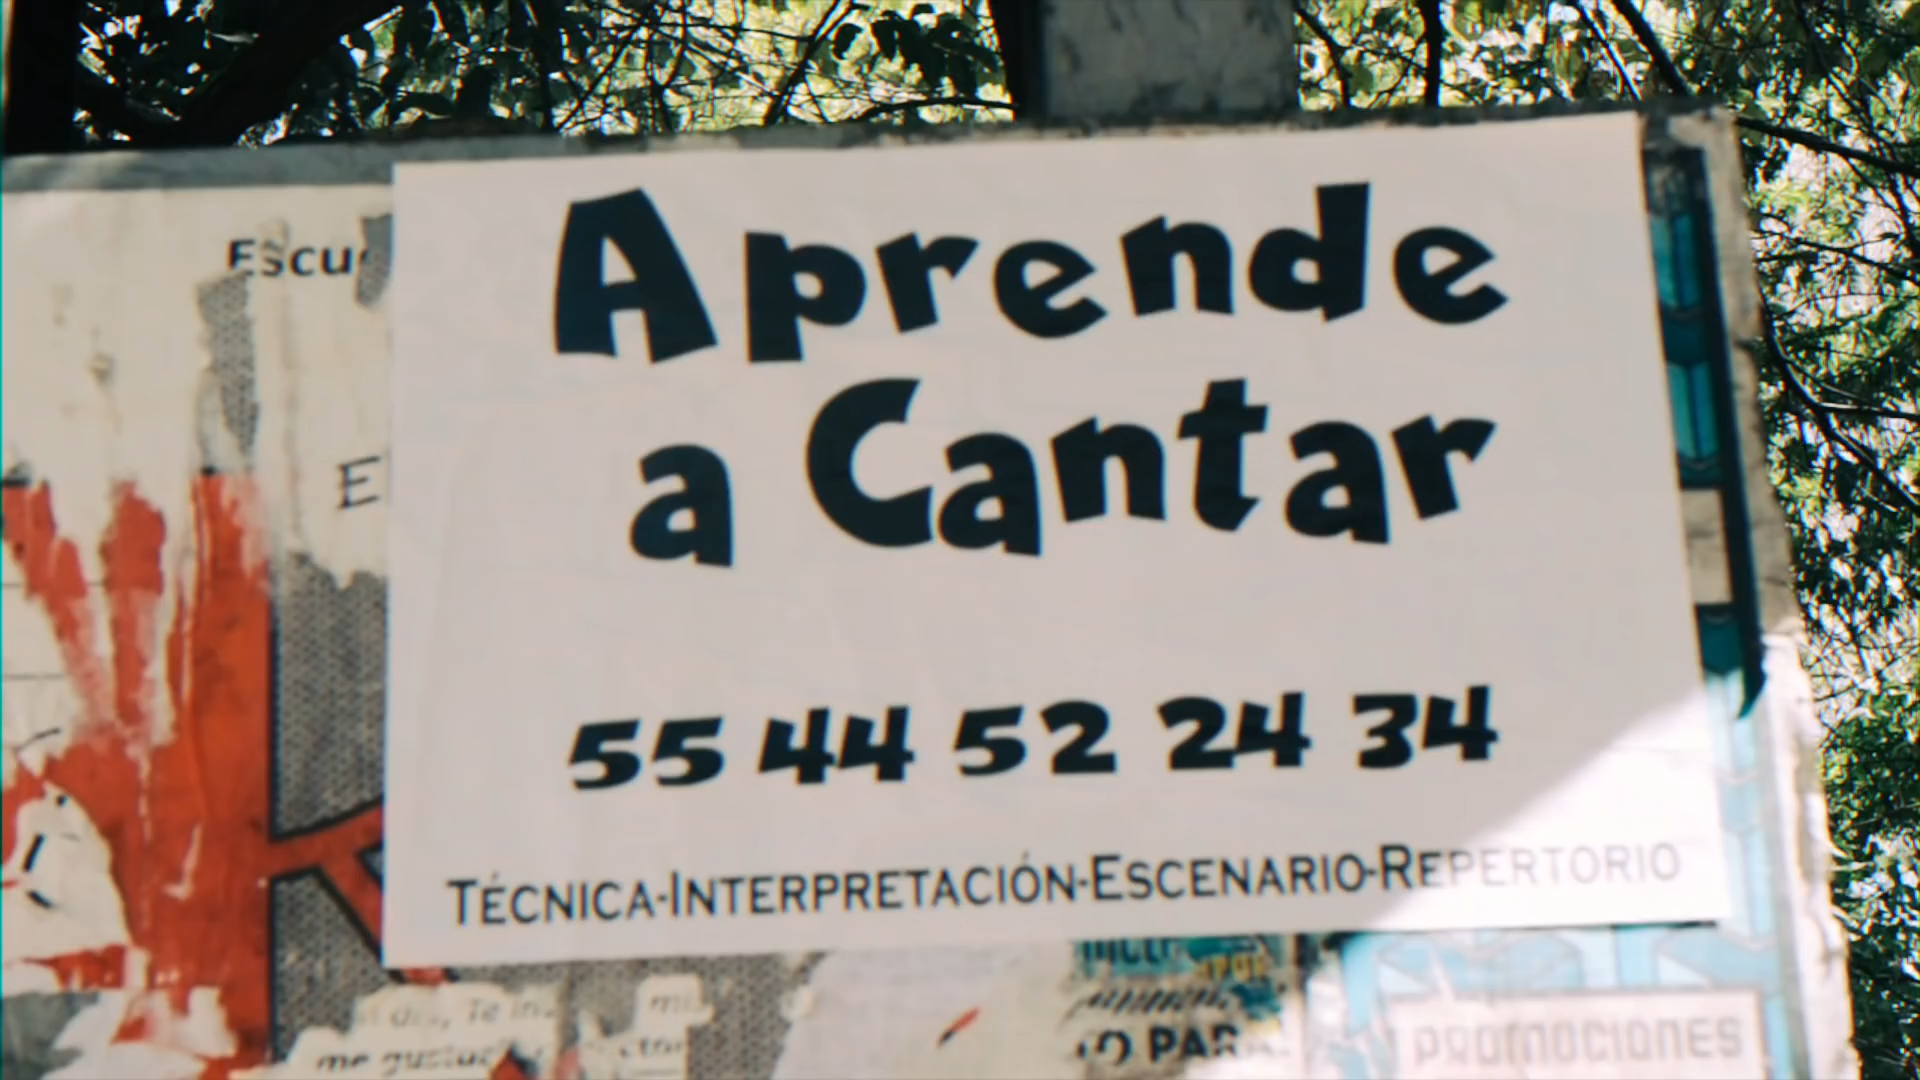 Aprende
a Cantar
55 44 52 24 34
TÉCNICA-INTERPRETACIÓN-ESCENARIO-REPERTORIO
PROMOCIONES